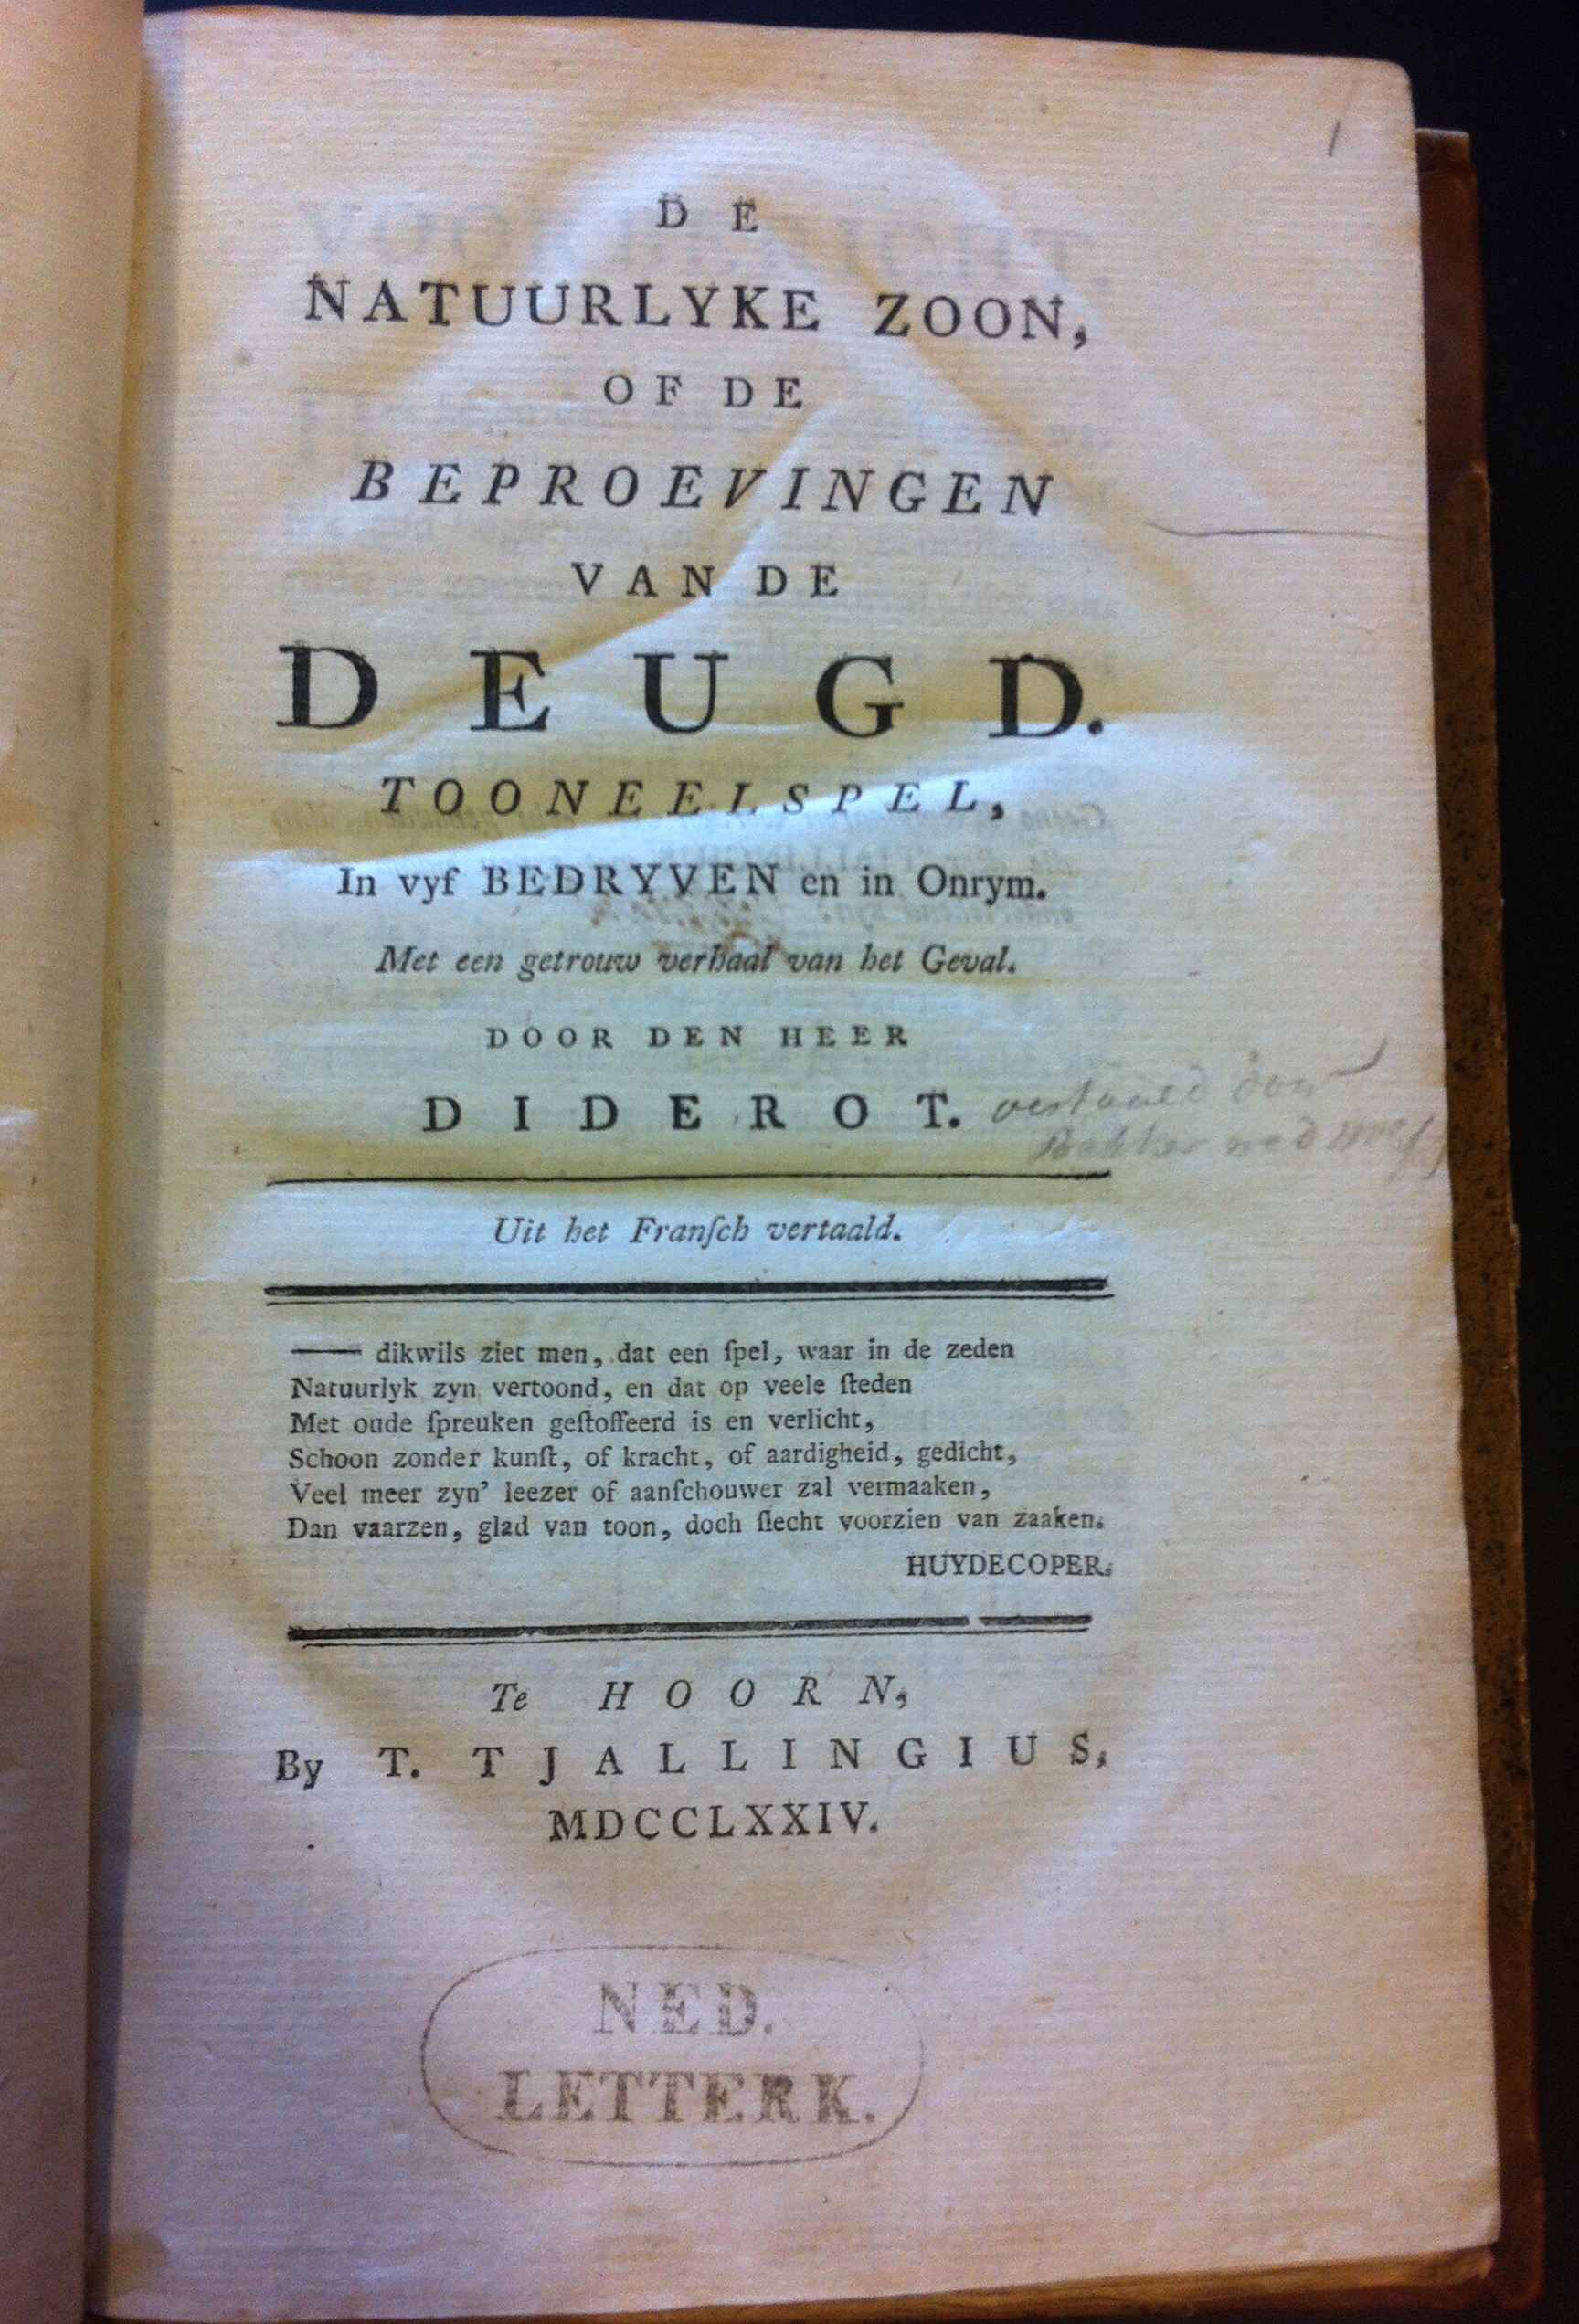 1
DE
NATUURLYKE ZOON,
OF DE
BEPROEVINGEN
VAN DE
DEUGD.
TOONEELSPEL,
In vyf BEDRYVEN en in Onrym.
Met een getrouw verhaal van het Geval.
DOOR DEN HEER
DIDEROT.
Uit het Franſch vertaald.
—— dikwils ziet men, dat een ſpel, waar in de zeden
Natuurlyk zyn vertoond, en dat op veele ſteden
Met oude ſpreuken geſtoffeerd is en verlicht,
Schoon zonder kunſt, of kracht, of aardigheid, gedicht,
Veel meer zyn' leezer of aanſchouwer zal vermaaken,
Dan vaarzen, glad van toon, doch ſlecht voorzien van zaaken.
HUYDECOPER.
Te HOORN,
By T. TJALLINGIUS,
MDCCLXXIV.
NED.
LETTERK.